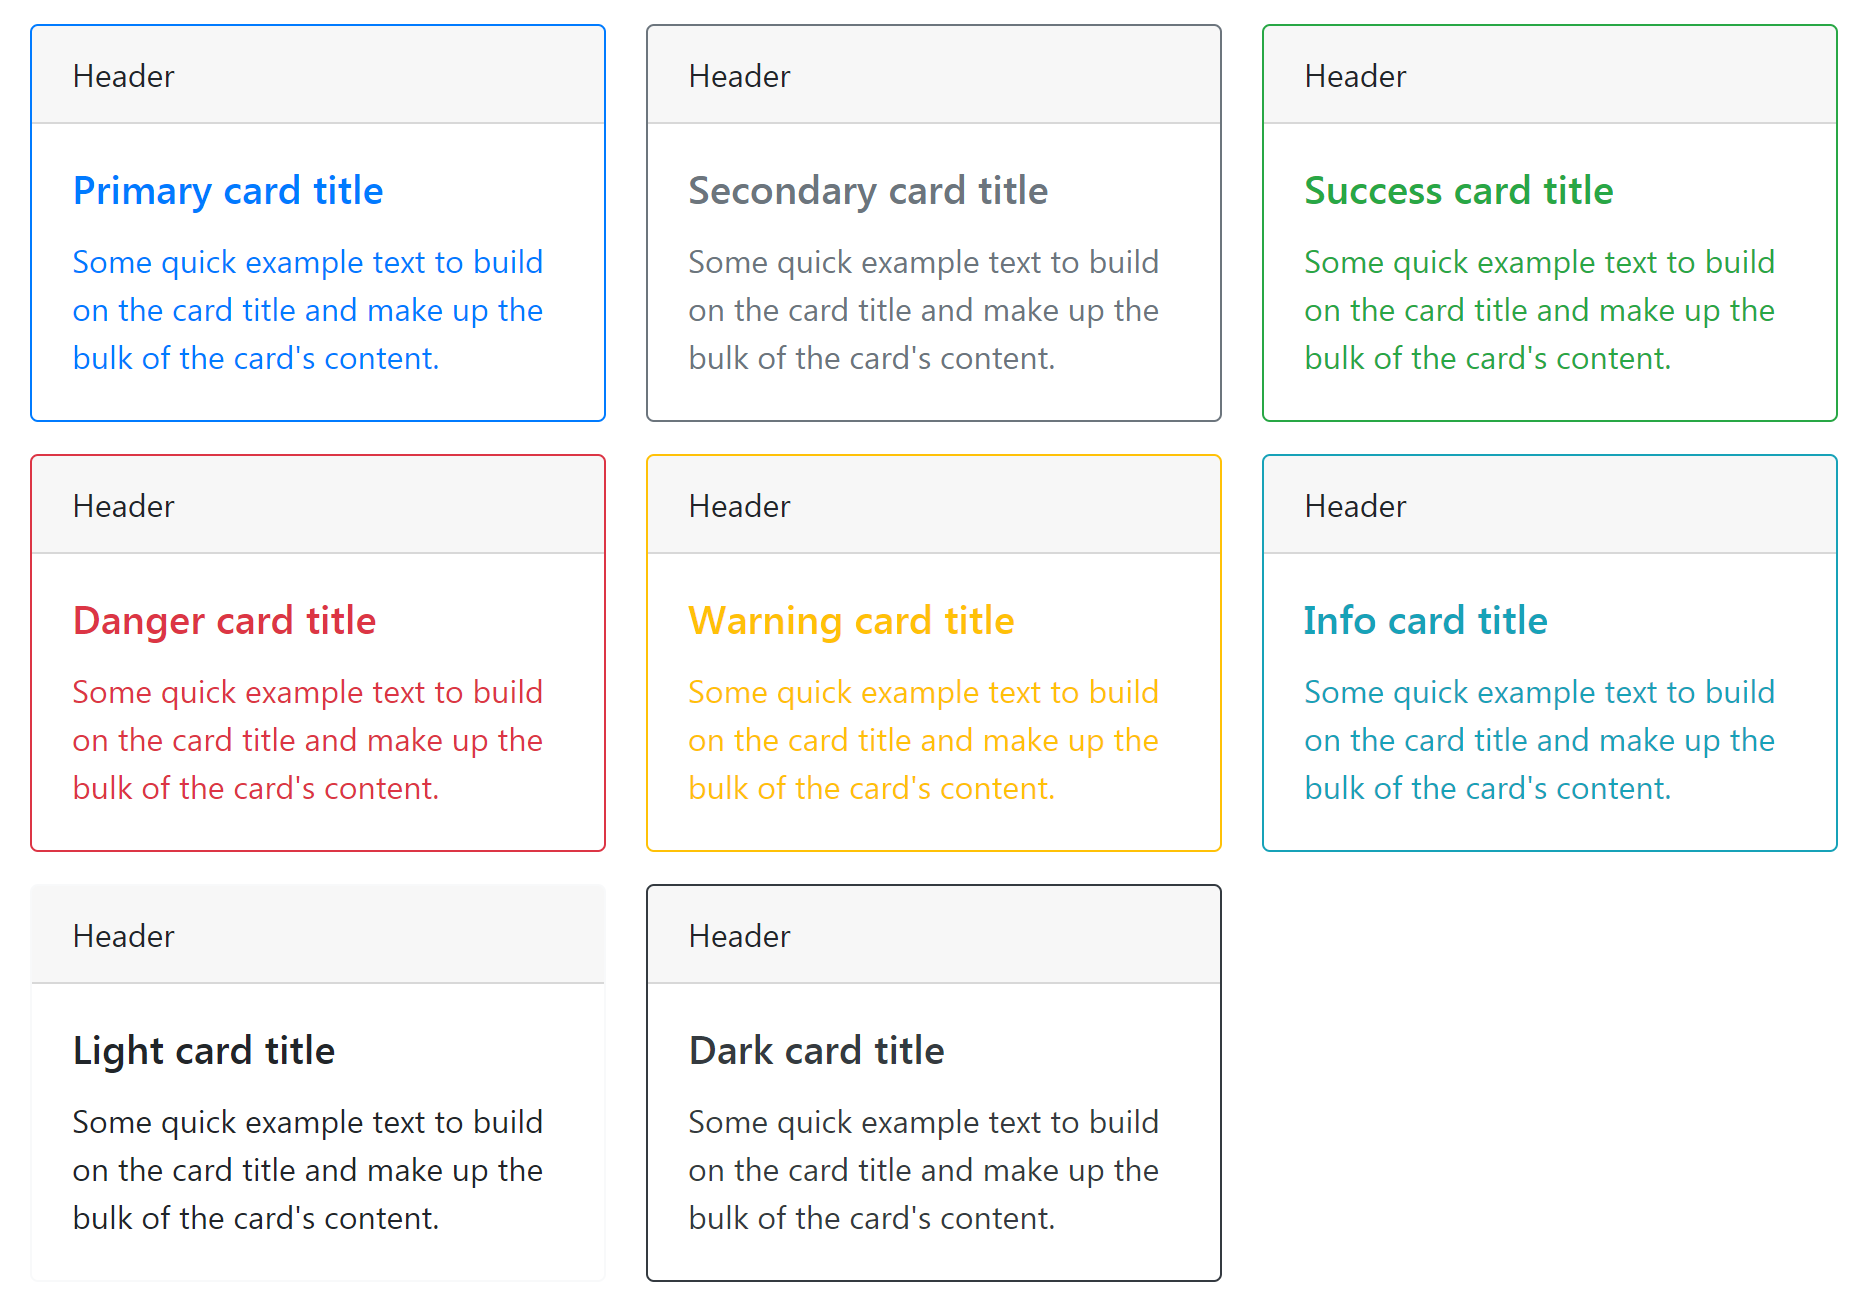 Header
Primary card title
Some quick example text to build
on the card title and make up the
bulk of the card's content.
Header
Secondary card title
Some quick example text to build
on the card title and make up the
bulk of the card's content.
Header
Success card title
Some quick example text to build
on the card title and make up the
bulk of the card's content.
Header
Danger card title
Some quick example text to build
on the card title and make up the
bulk of the card's content.
Header
Warning card title
Some quick example text to build
on the card title and make up the
bulk of the card's content.
Header
Info card title
Some quick example text to build
on the card title and make up the
bulk of the card's content.
Header
Light card title
Some quick example text to build
on the card title and make up the
bulk of the card's content.
Header
Dark card title
Some quick example text to build
on the card title and make up the
bulk of the card's content.